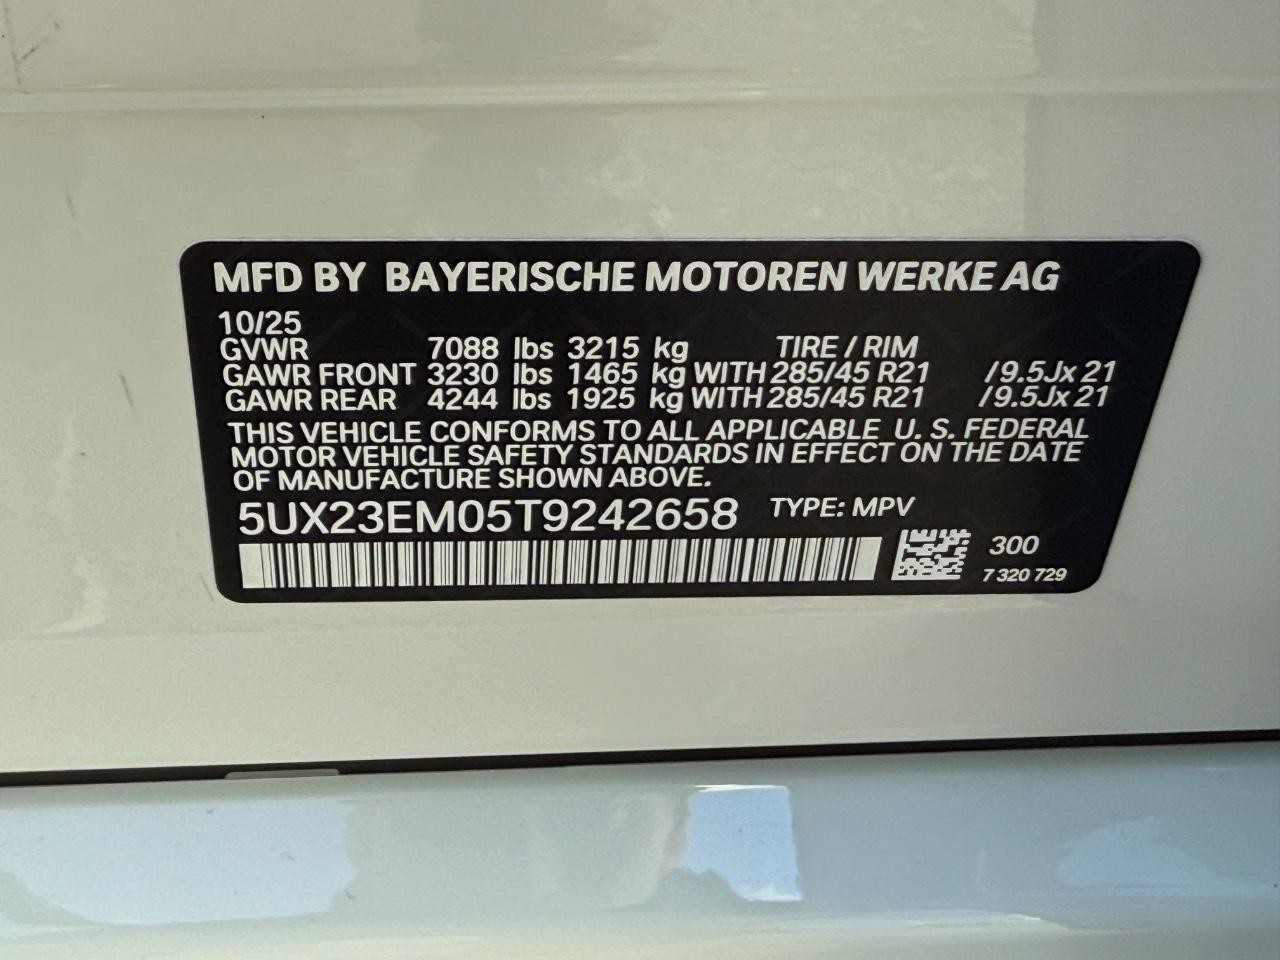 MFD BY BAYERISCHE MOTOREN WERKE AG
10/25
GVWR 7088 lbs 3215 kg TIRE / RIM
GAWR FRONT 3230 lbs 1465 kg WITH 285/45 R21 /9.5Jx 21
GAWR REAR 4244 lbs 1925 kg WITH 285/45 R21 /9.5Jx 21
THIS VEHICLE CONFORMS TO ALL APPLICABLE U. S. FEDERAL
MOTOR VEHICLE SAFETY STANDARDS IN EFFECT ON THE DATE
OF MANUFACTURE SHOWN ABOVE.
5UX23EM05T9242658 TYPE: MPV
300
7 320 729